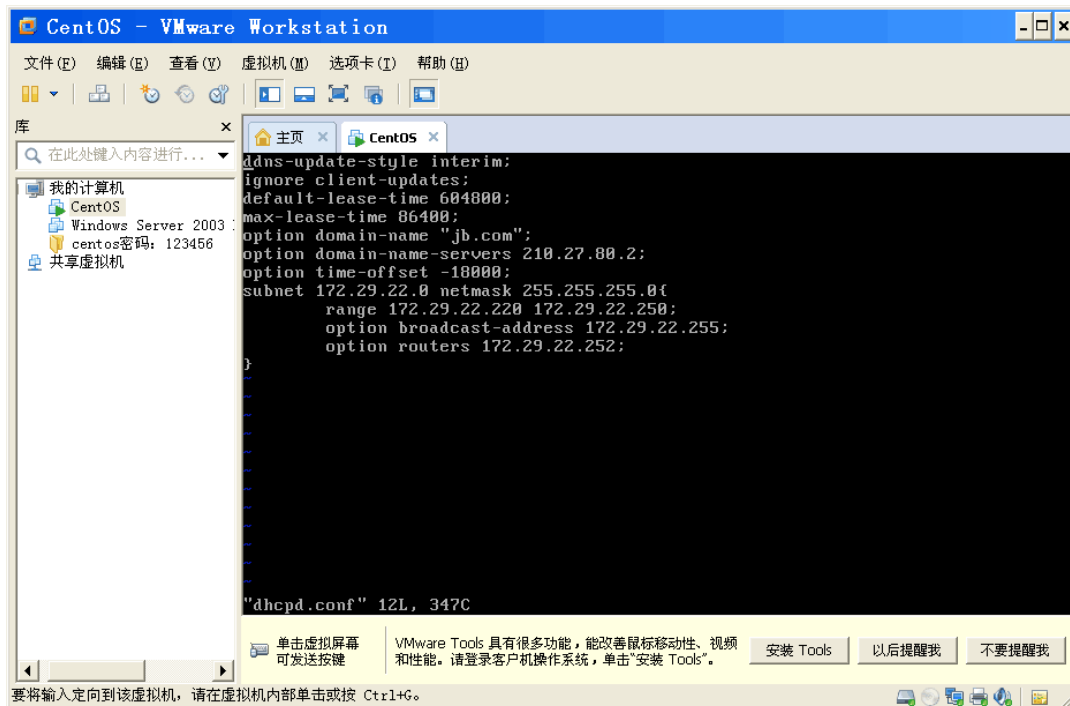 CentOS - VMware Workstation
文件(F) 编辑(E) 查看(V) 虚拟机(M) 选项卡(T) 帮助(H)
库
在此处键入内容进行...
我的计算机
CentOS
Windows Server 2003
centos密码: 123456
共享虚拟机
主页 CentOS
ddns-update-style interim;
ignore client-updates;
default-lease-time 604800;
max-lease-time 86400;
option domain-name "jb.com";
option domain-name-servers 210.27.80.2;
option time-offset -18000;
subnet 172.29.22.0 netmask 255.255.255.0{
range 172.29.22.220 172.29.22.250;
option broadcast-address 172.29.22.255;
option routers 172.29.22.252;
}
~
~
~
~
~
~
~
~
~
~
~
~
"dhcpd.conf" 12L, 347C
单击虚拟屏幕
可发送按键
VMware Tools 具有很多功能，能改善鼠标移动性、视频
和性能。请登录客户机操作系统，单击“安装 Tools”。
安装 Tools 以后提醒我 不要提醒我
要将输入定向到该虚拟机，请在虚拟机内部单击或按 Ctrl+G。